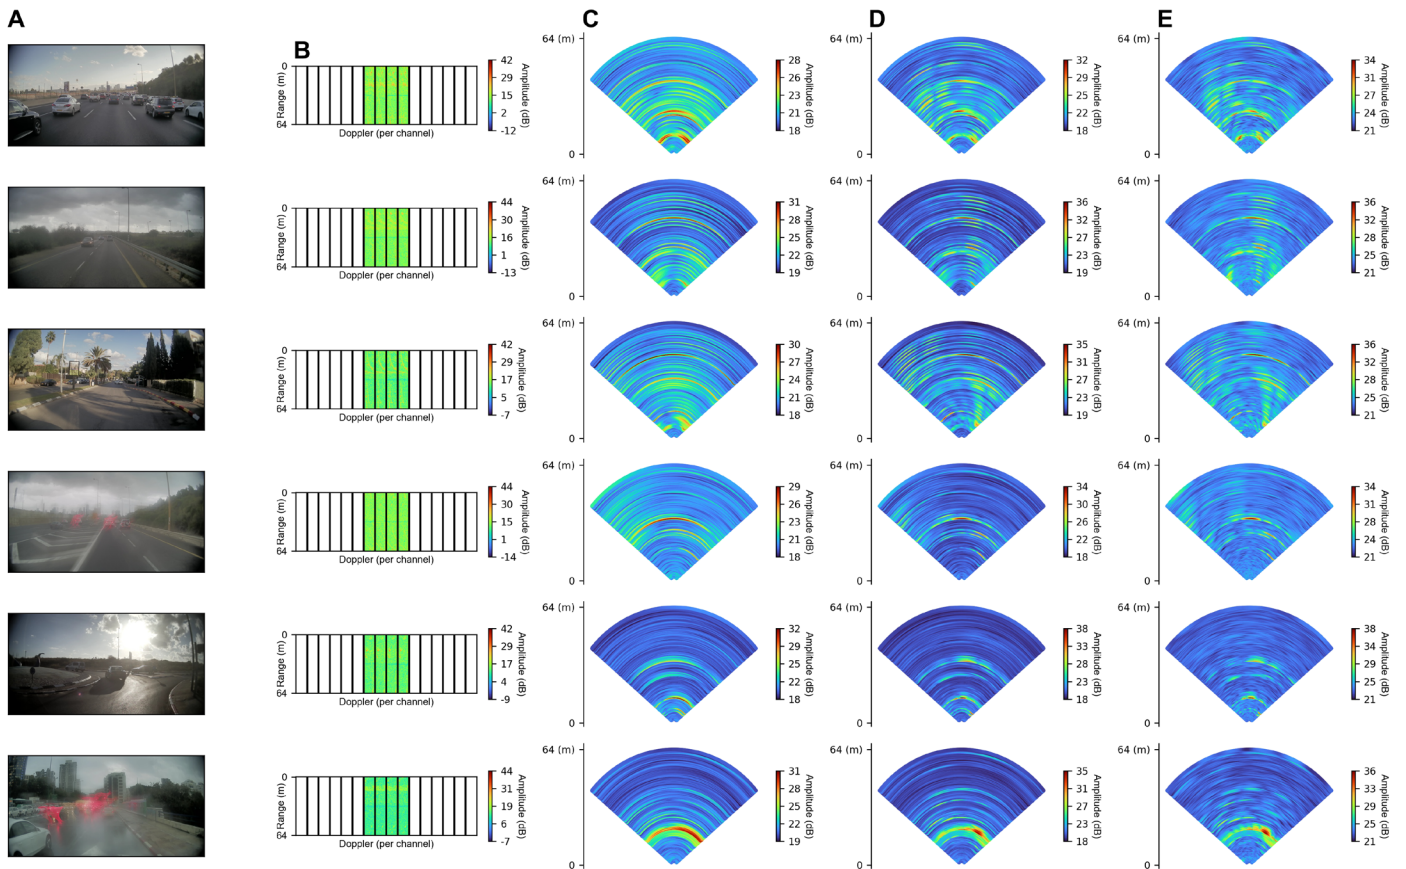 A
B
C
D
E
0
Range (m)
64
Doppler (per channel)
42
29
15
2
-12
Amplitude (dB)
64 (m)
0
28
26
23
21
18
Amplitude (dB)
64 (m)
0
32
29
25
22
18
Amplitude (dB)
64 (m)
0
34
31
27
24
21
Amplitude (dB)
0
Range (m)
64
Doppler (per channel)
44
30
16
1
-13
Amplitude (dB)
64 (m)
0
31
28
25
22
19
Amplitude (dB)
64 (m)
0
36
32
27
23
19
Amplitude (dB)
64 (m)
0
36
32
28
25
21
Amplitude (dB)
0
Range (m)
64
Doppler (per channel)
42
29
17
5
-7
Amplitude (dB)
64 (m)
0
30
27
24
21
18
Amplitude (dB)
64 (m)
0
35
31
27
23
19
Amplitude (dB)
64 (m)
0
36
32
28
25
21
Amplitude (dB)
0
Range (m)
64
Doppler (per channel)
44
30
15
1
-14
Amplitude (dB)
64 (m)
0
29
26
23
21
18
Amplitude (dB)
64 (m)
0
34
30
26
22
18
Amplitude (dB)
64 (m)
0
34
31
28
24
21
Amplitude (dB)
0
Range (m)
64
Doppler (per channel)
42
29
17
4
-9
Amplitude (dB)
64 (m)
0
32
29
25
22
18
Amplitude (dB)
64 (m)
0
38
33
28
23
18
Amplitude (dB)
64 (m)
0
38
34
29
25
21
Amplitude (dB)
0
Range (m)
64
Doppler (per channel)
44
31
19
6
-7
Amplitude (dB)
64 (m)
0
31
28
25
22
19
Amplitude (dB)
64 (m)
0
35
31
27
23
18
Amplitude (dB)
64 (m)
0
36
33
29
25
21
Amplitude (dB)